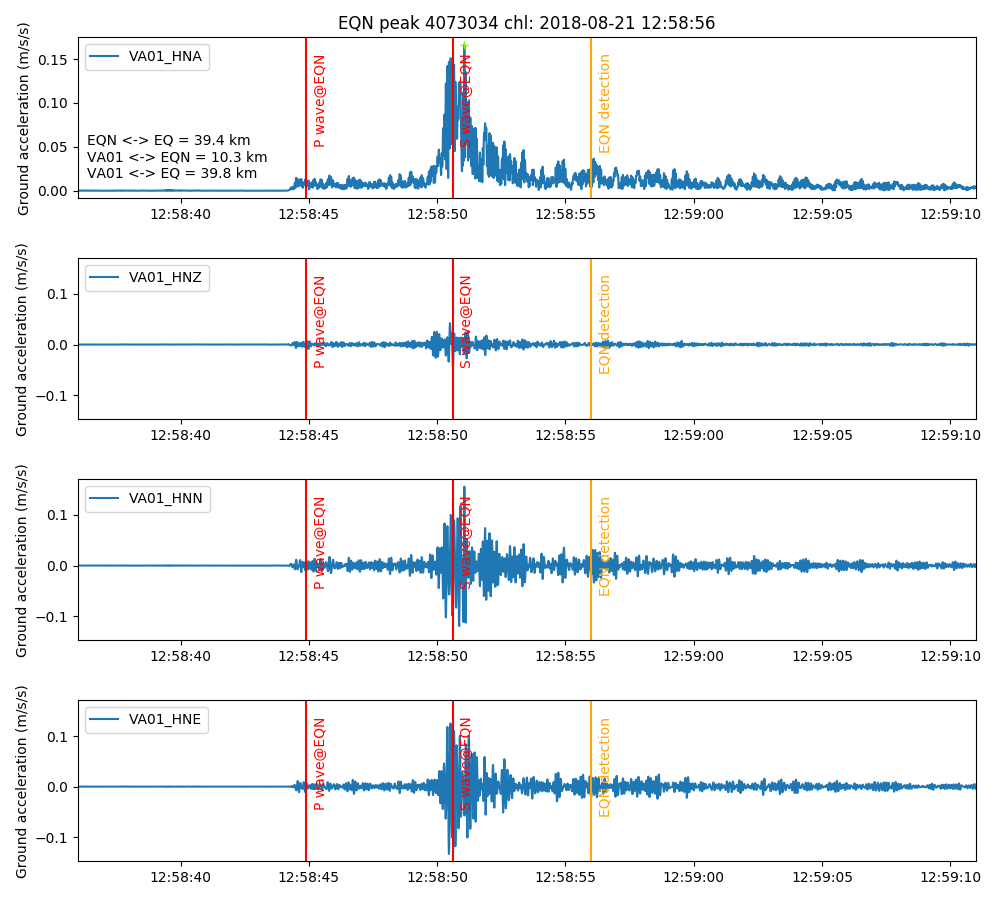 EQN peak 4073034 chl: 2018-08-21 12:58:56
Ground acceleration (m/s/s)
0.15
0.10
0.05
0.00
VA01_HNA
EQN <-> EQ = 39.4 km
VA01 <-> EQN = 10.3 km
VA01 <-> EQ = 39.8 km
P wave@EQN
S wave@EQN
EQN detection
12:58:40 12:58:45 12:58:50 12:58:55 12:59:00 12:59:05 12:59:10
Ground acceleration (m/s/s)
0.1
0.0
−0.1
VA01_HNZ
P wave@EQN
S wave@EQN
EQN detection
12:58:40 12:58:45 12:58:50 12:58:55 12:59:00 12:59:05 12:59:10
Ground acceleration (m/s/s)
0.1
0.0
−0.1
VA01_HNN
P wave@EQN
S wave@EQN
EQN detection
12:58:40 12:58:45 12:58:50 12:58:55 12:59:00 12:59:05 12:59:10
Ground acceleration (m/s/s)
0.1
0.0
−0.1
VA01_HNE
P wave@EQN
S wave@EQN
EQN detection
12:58:40 12:58:45 12:58:50 12:58:55 12:59:00 12:59:05 12:59:10